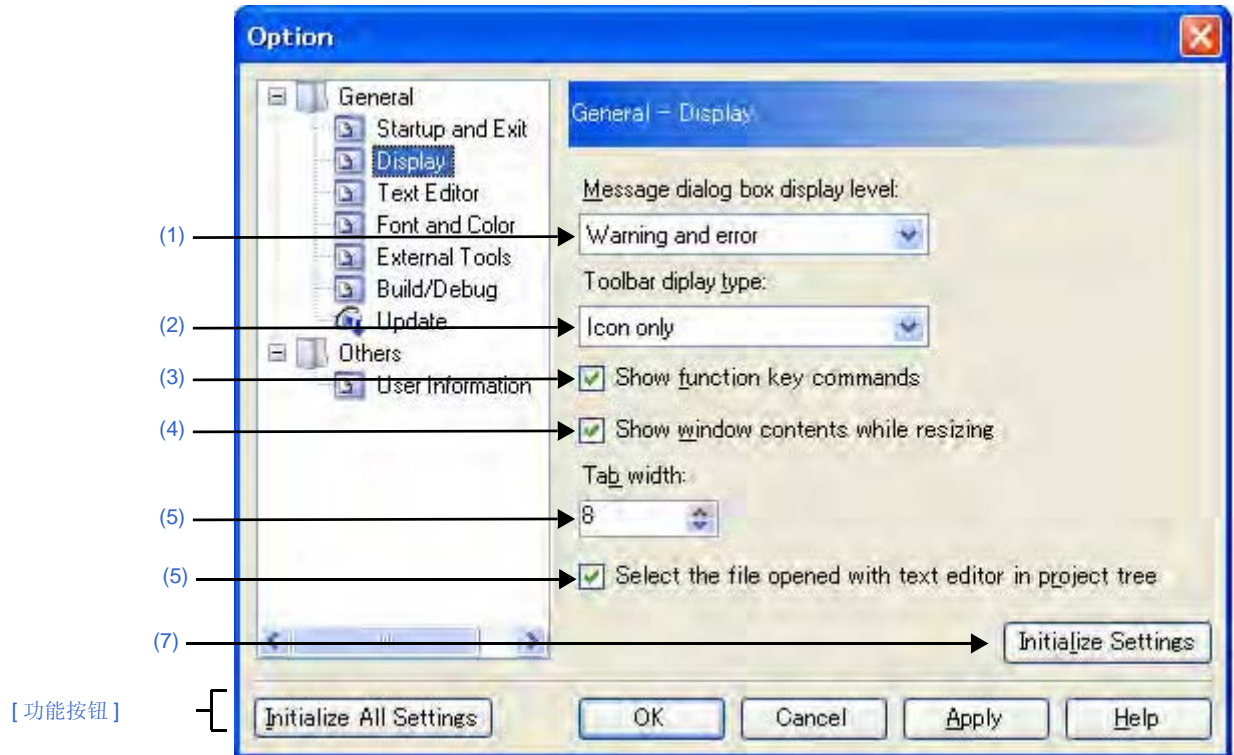 Option
General
Startup and Exit
Display
Text Editor
Font and Color
External Tools
Build/Debug
Update
Others
User Information
General - Display
(1)
Message dialog box display level:
Warning and error
(2)
Toolbar diplay type:
Icon only
(3)
Show function key commands
(4)
Show window contents while resizing
Tab width:
(5)
8
(5)
Select the file opened with text editor in project tree
(7)
Initialize Settings
[ 功能按钮 ]
Initialize All Settings
OK
Cancel
Apply
Help